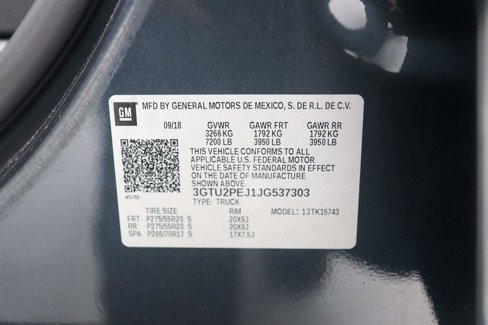 GM MFD BY GENERAL MOTORS DE MEXICO, S. DE R.L. DE C.V.
09/18 GVWR GAWR FRT GAWR RR
3266 KG 1792 KG 1792 KG
7200 LB 3950 LB 3950 LB
THIS VEHICLE CONFORMS TO ALL
APPLICABLE U.S. FEDERAL MOTOR
VEHICLE SAFETY STANDARDS IN EFFECT
ON THE DATE OF MANUFACTURE
SHOWN ABOVE.
3GTU2PEJ1JG537303
TYPE: TRUCK
457B
TIRE SIZE RIM MODEL: 13TK15743
FRT P275/55R20 S 20X9J
RR P275/55R20 S 20X9J
SPA P265/70R17 S 17X7.5J